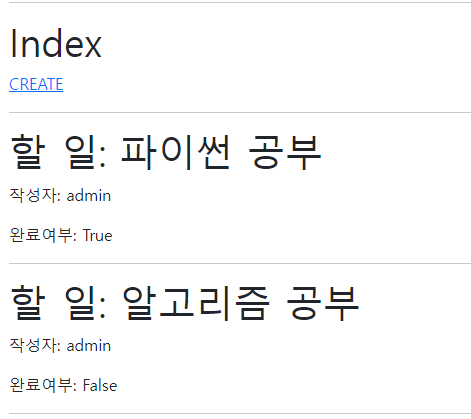 Index
CREATE
할 일: 파이썬 공부
작성자: admin
완료여부: True
할 일: 알고리즘 공부
작성자: admin
완료여부: False